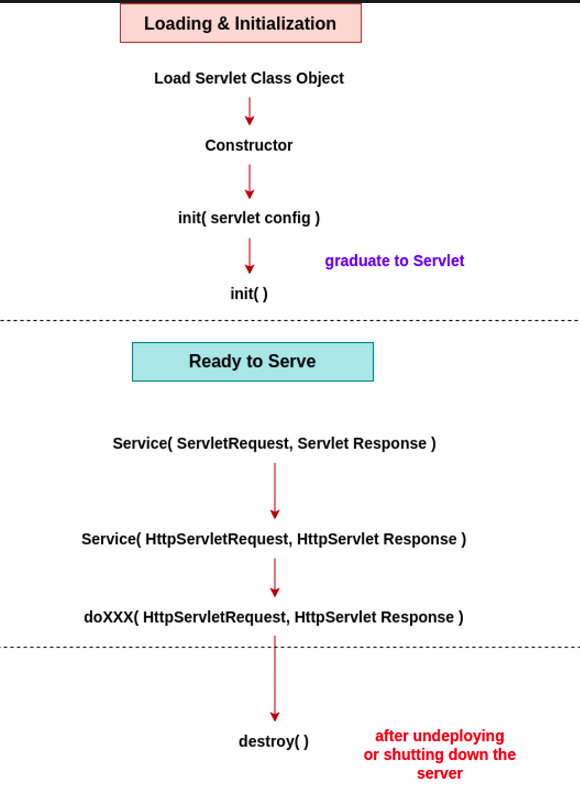 Loading & Initialization
Load Servlet Class Object
Constructor
init( servlet config )
graduate to Servlet
init( )
Ready to Serve
Service( ServletRequest, Servlet Response )
Service( HttpServletRequest, HttpServlet Response )
doXXX( HttpServletRequest, HttpServlet Response )
destroy( )
after undeploying
or shutting down the
server